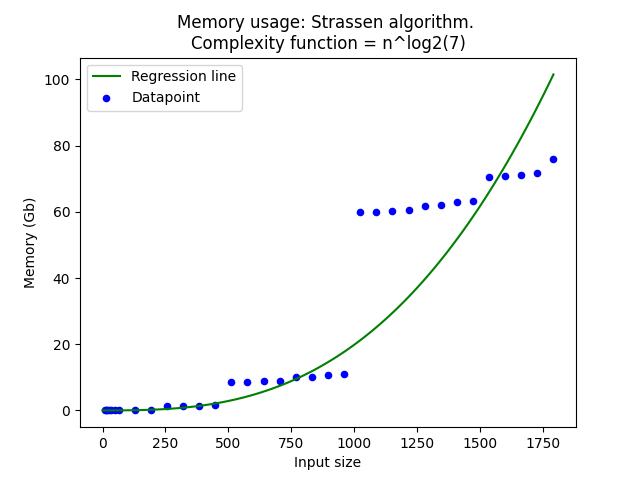 Memory usage: Strassen algorithm.
Complexity function = n^log2(7)
Regression line
Datapoint
100
80
60
40
20
0
Memory (Gb)
0 250 500 750 1000 1250 1500 1750
Input size